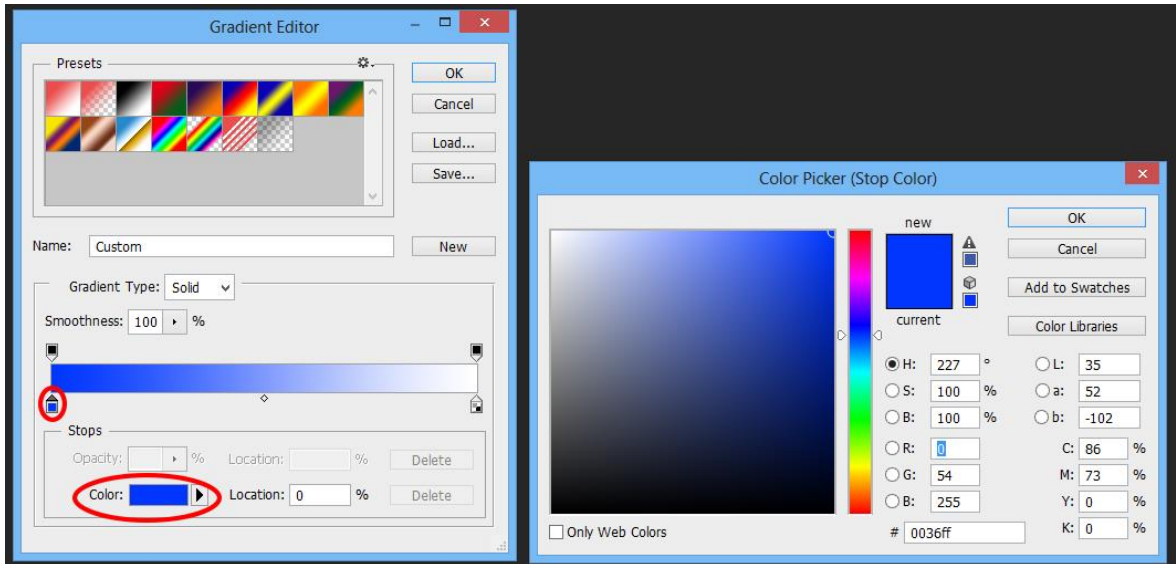 Gradient Editor
Presets
OK
Cancel
Load...
Save...
Name: Custom
New
Gradient Type: Solid
Smoothness: 100 %
Stops
Opacity: % Location: % Delete
Color: Location: 0 % Delete
Color Picker (Stop Color)
new
current
OK
Cancel
Add to Swatches
Color Libraries
H: 227 °
S: 100 %
B: 100 %
R: 0
G: 54
B: 255
# 0036ff
L: 35
a: 52
b: -102
C: 86 %
M: 73 %
Y: 0 %
K: 0 %
Only Web Colors